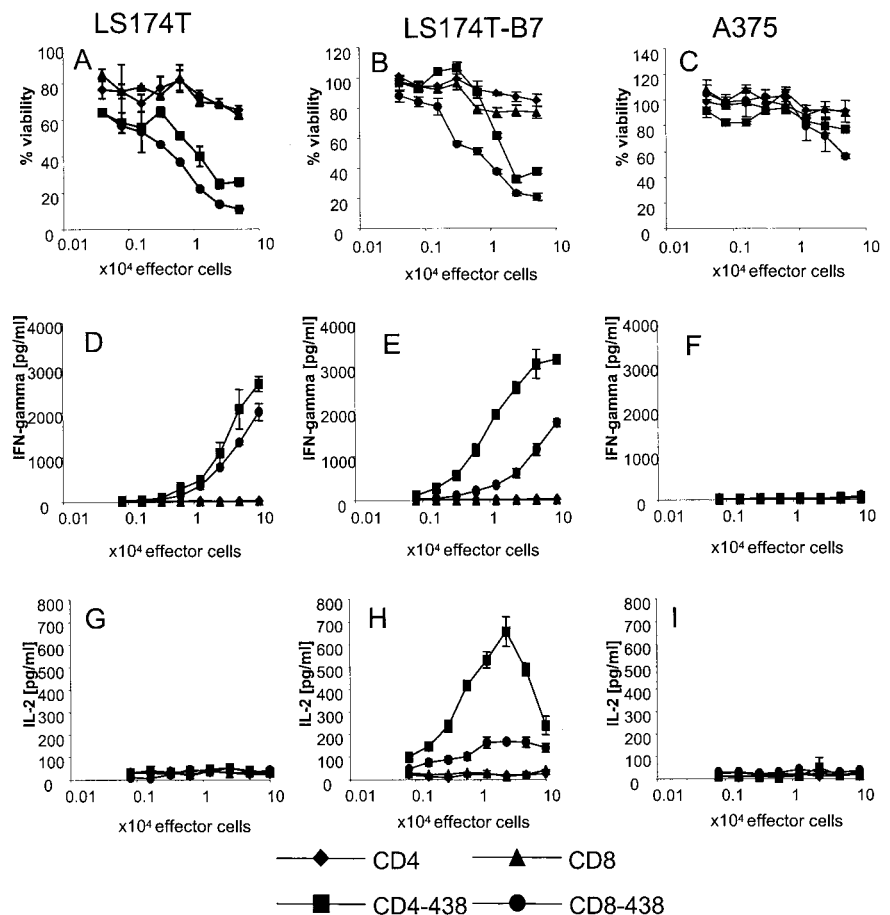 LS174T
LS174T-B7
A375
A
B
C
100
80
60
40
20
0
% viability
0.01
0.1
1
10
x10⁴ effector cells
120
100
80
60
40
20
0
% viability
0.01
0.1
1
10
x10⁴ effector cells
140
120
100
80
60
40
20
0
% viability
0.01
0.1
1
10
x10⁴ effector cells
D
E
F
4000
3000
2000
1000
0
IFN-gamma [pg/ml]
0.01
0.1
1
10
x10⁴ effector cells
4000
3000
2000
1000
0
IFN-gamma [pg/ml]
0.01
0.1
1
10
x10⁴ effector cells
4000
3000
2000
1000
0
IFN-gamma [pg/ml]
0.01
0.1
1
10
x10⁴ effector cells
G
H
I
800
700
600
500
400
300
200
100
0
IL-2 [pg/ml]
0.01
0.1
1
10
x10⁴ effector cells
800
700
600
500
400
300
200
100
0
IL-2 [pg/ml]
0.01
0.1
1
10
x10⁴ effector cells
800
700
600
500
400
300
200
100
0
IL-2 [pg/ml]
0.01
0.1
1
10
x10⁴ effector cells
CD4
CD8
CD4-438
CD8-438